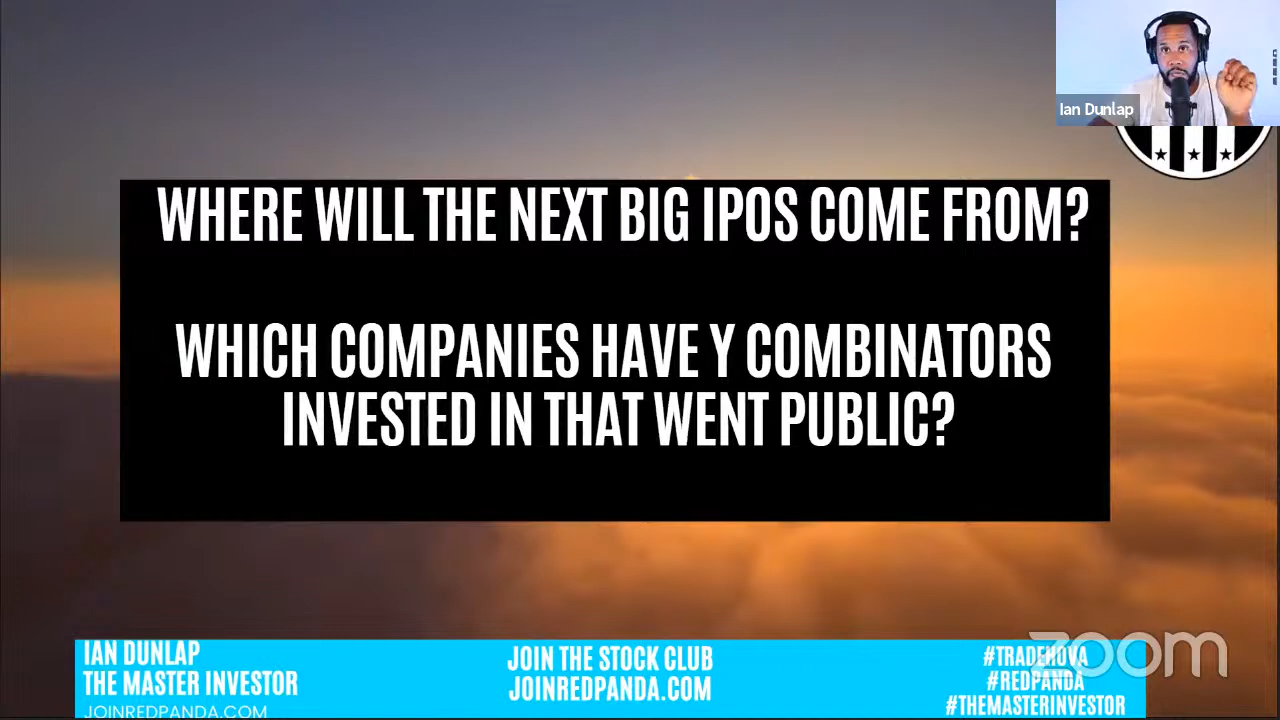 Ian Dunlap
WHERE WILL THE NEXT BIG IPOS COME FROM?
WHICH COMPANIES HAVE Y COMBINATORS
INVESTED IN THAT WENT PUBLIC?
IAN DUNLAP
THE MASTER INVESTOR
JOINREDPANDA.COM
JOIN THE STOCK CLUB
JOINREDPANDA.COM
#TRADENOVA
#REDPANDA
#THEMASTERINVESTOR
zoom